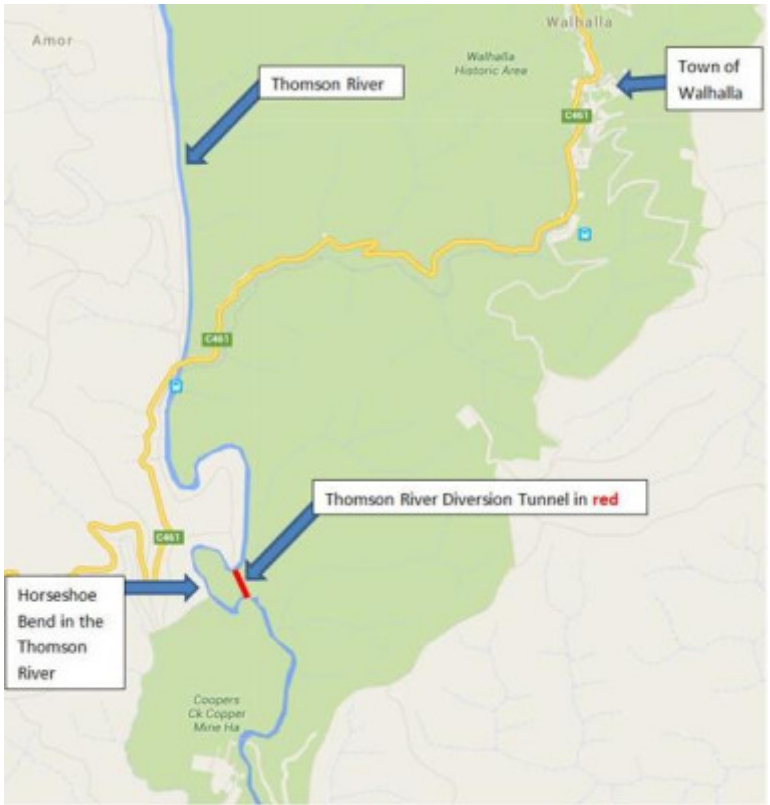 Walhalla
Amor
Walhalla
Historic Area
Town of
Walhalla
Thomson River
C461
C461
Thomson River Diversion Tunnel in red
C461
Horseshoe
Bend in the
Thomson
River
Coopers
Ck Copper
Mine Ha